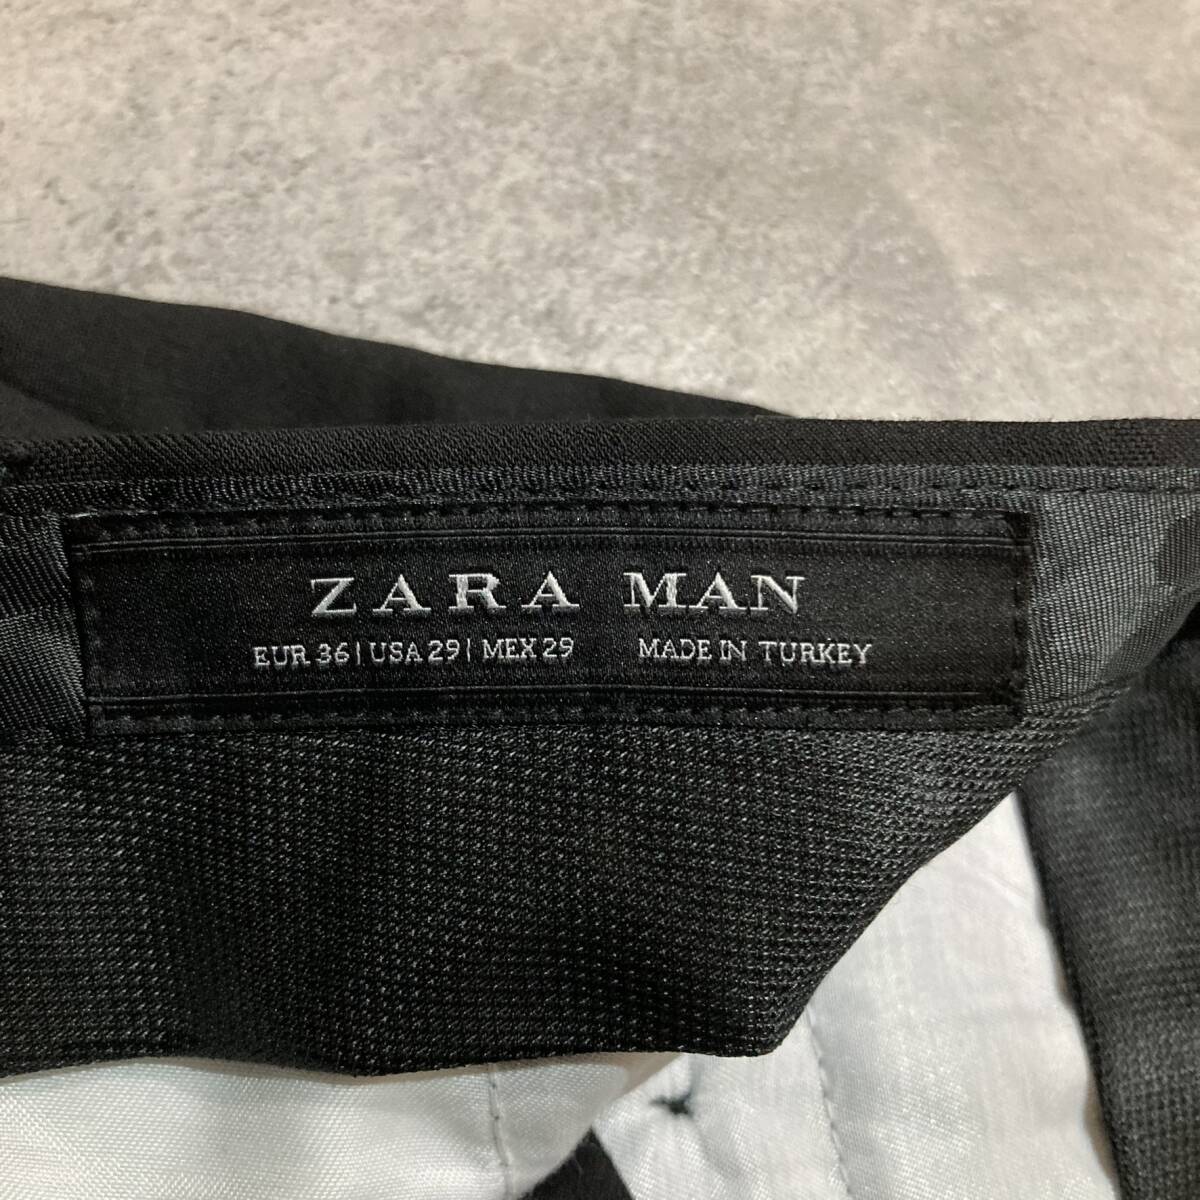 ZARA MAN
EUR 36 | USA 29 | MEX 29 MADE IN TURKEY